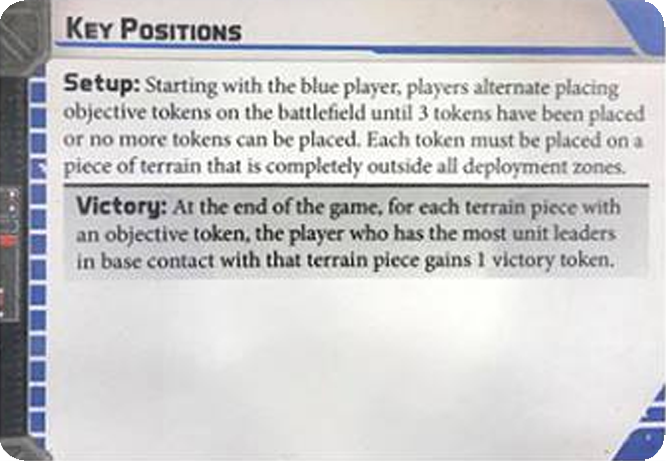 KEY POSITIONS
Setup: Starting with the blue player, players alternate placing
objective tokens on the battlefield until 3 tokens have been placed
or no more tokens can be placed. Each token must be placed on a
piece of terrain that is completely outside all deployment zones.
Victory: At the end of the game, for each terrain piece with
an objective token, the player who has the most unit leaders
in base contact with that terrain piece gains 1 victory token.